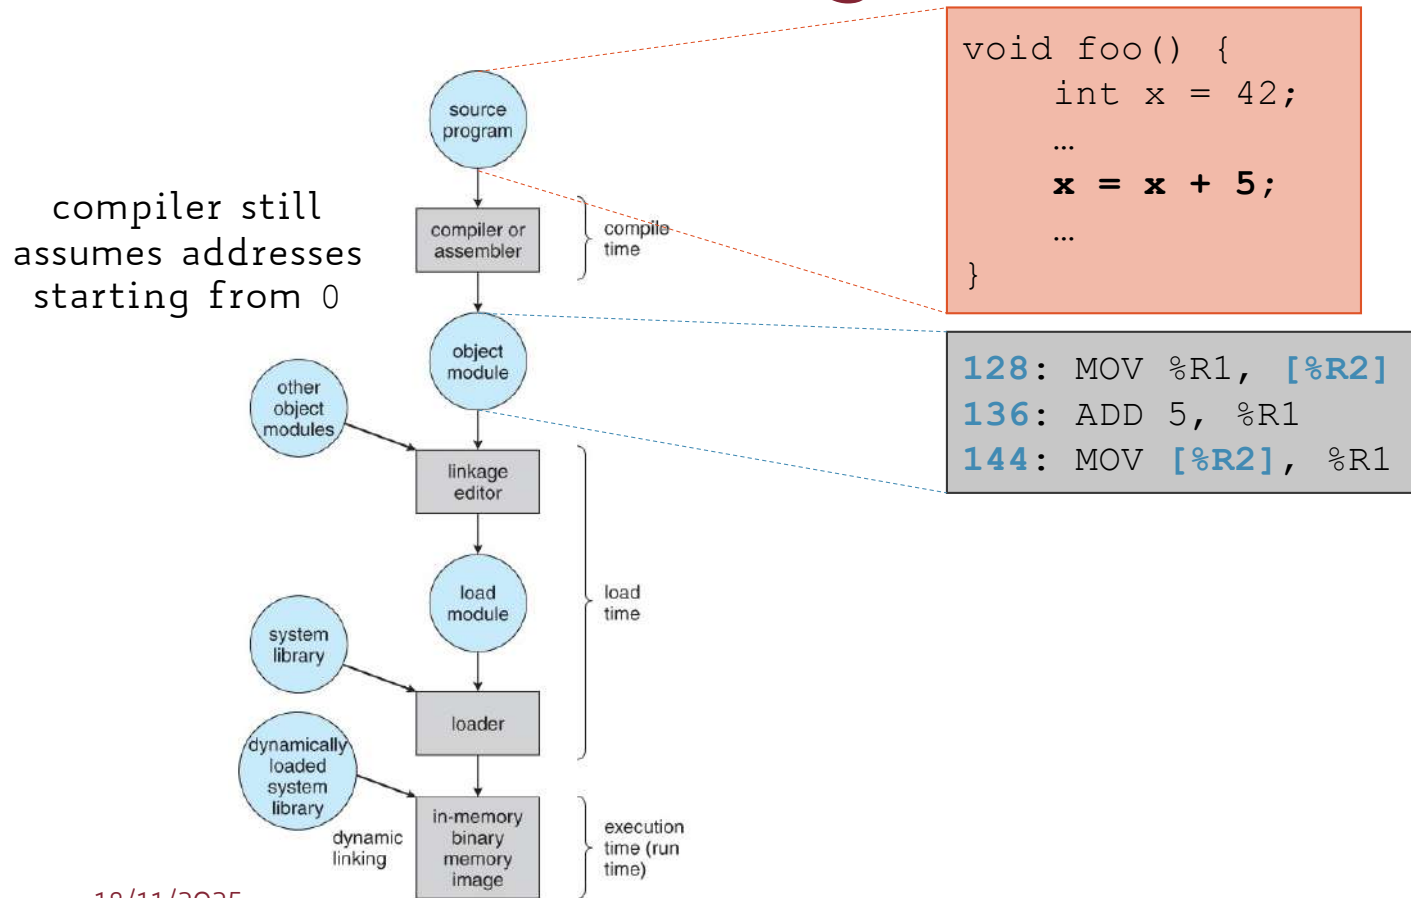 void foo() {
int x = 42;
…
x = x + 5;
…
}
source
program
compiler still
assumes addresses
starting from 0
compiler or
assembler
compile
time
object
module
128: MOV %R1, [%R2]
136: ADD 5, %R1
144: MOV [%R2], %R1
other
object
modules
linkage
editor
load
module
load
time
system
library
loader
dynamically
loaded
system
library
dynamic
linking
in-memory
binary
memory
image
execution
time (run
time)
18/11/2025